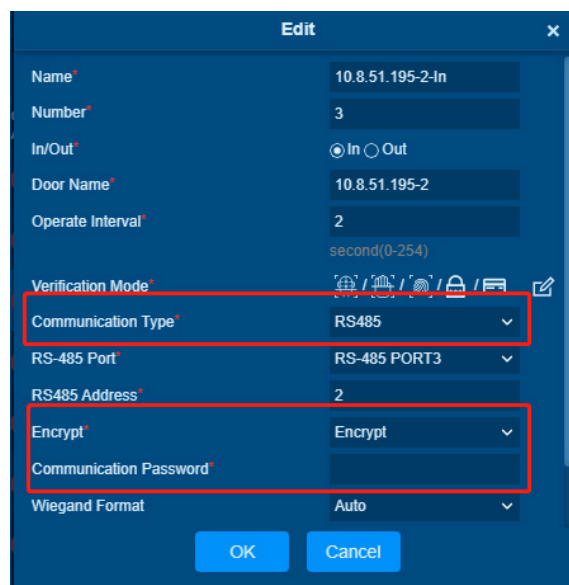 Edit ×
Name* 10.8.51.195-2-In
Number* 3
In/Out* In Out
Door Name* 10.8.51.195-2
Operate Interval* 2
second(0-254)
Verification Mode* / / / /
Communication Type* RS485
RS-485 Port* RS-485 PORT3
RS485 Address* 2
Encrypt* Encrypt
Communication Password*
Wiegand Format Auto
OK Cancel